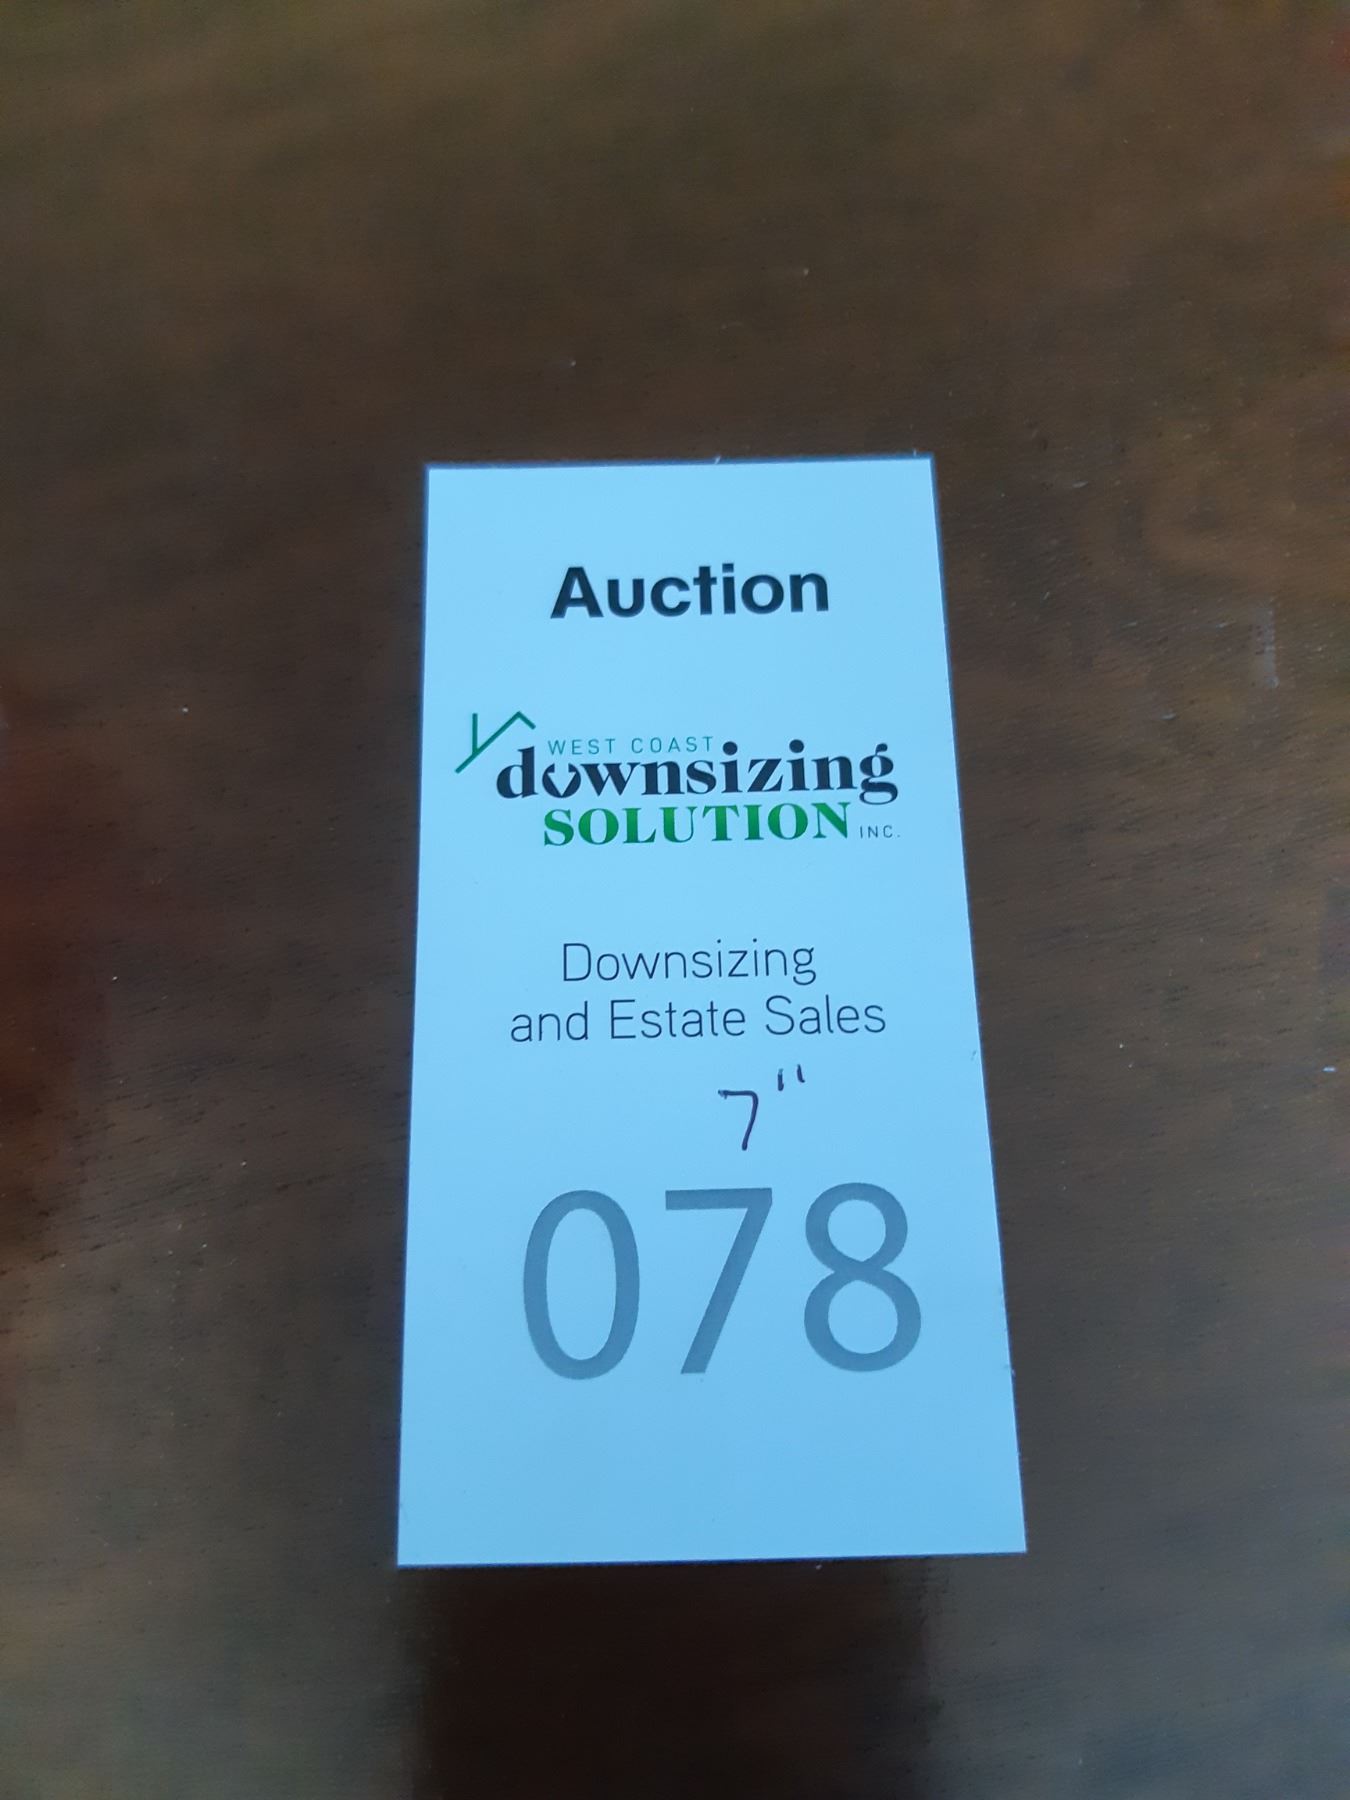 Auction
WEST COAST
downsizing
SOLUTION INC.
Downsizing
and Estate Sales
7"
078